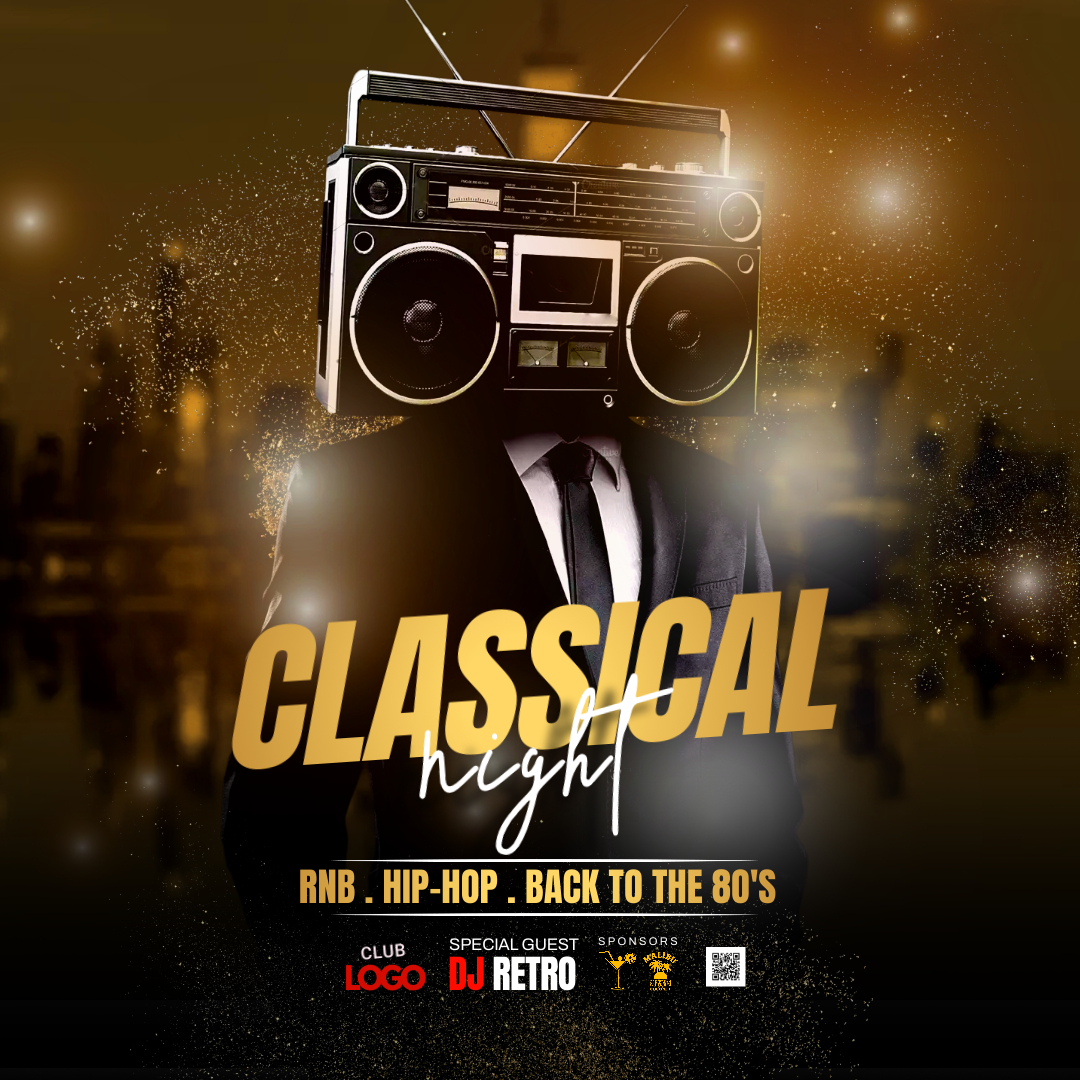 CLASSICAL
night
RNB . HIP-HOP . BACK TO THE 80'S
CLUB
LOGO
SPECIAL GUEST
DJ RETRO
SPONSORS
MALIBU